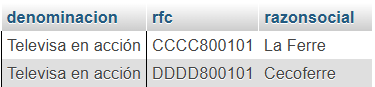 denominacion rfc razonsocial
Televisa en acción CCCC800101 La Ferre
Televisa en acción DDDD800101 Cecoferre